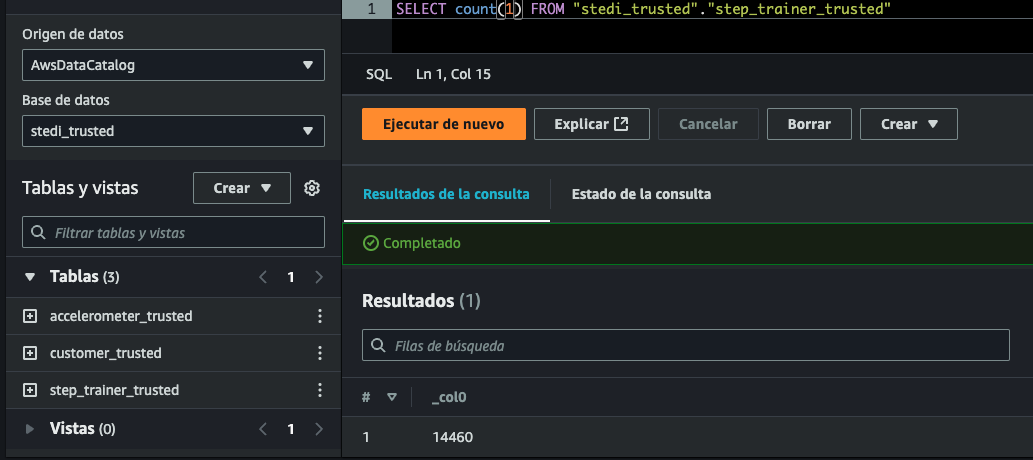 Origen de datos
AwsDataCatalog
Base de datos
stedi_trusted
Tablas y vistas
Crear
Filtrar tablas y vistas
Tablas (3)
1
accelerometer_trusted
customer_trusted
step_trainer_trusted
Vistas (0)
1
1 SELECT count(1) FROM "stedi_trusted"."step_trainer_trusted"
SQL Ln 1, Col 15
Ejecutar de nuevo Explicar Cancelar Borrar Crear
Resultados de la consulta Estado de la consulta
Completado
Resultados (1)
Filas de búsqueda
# _col0
1 14460